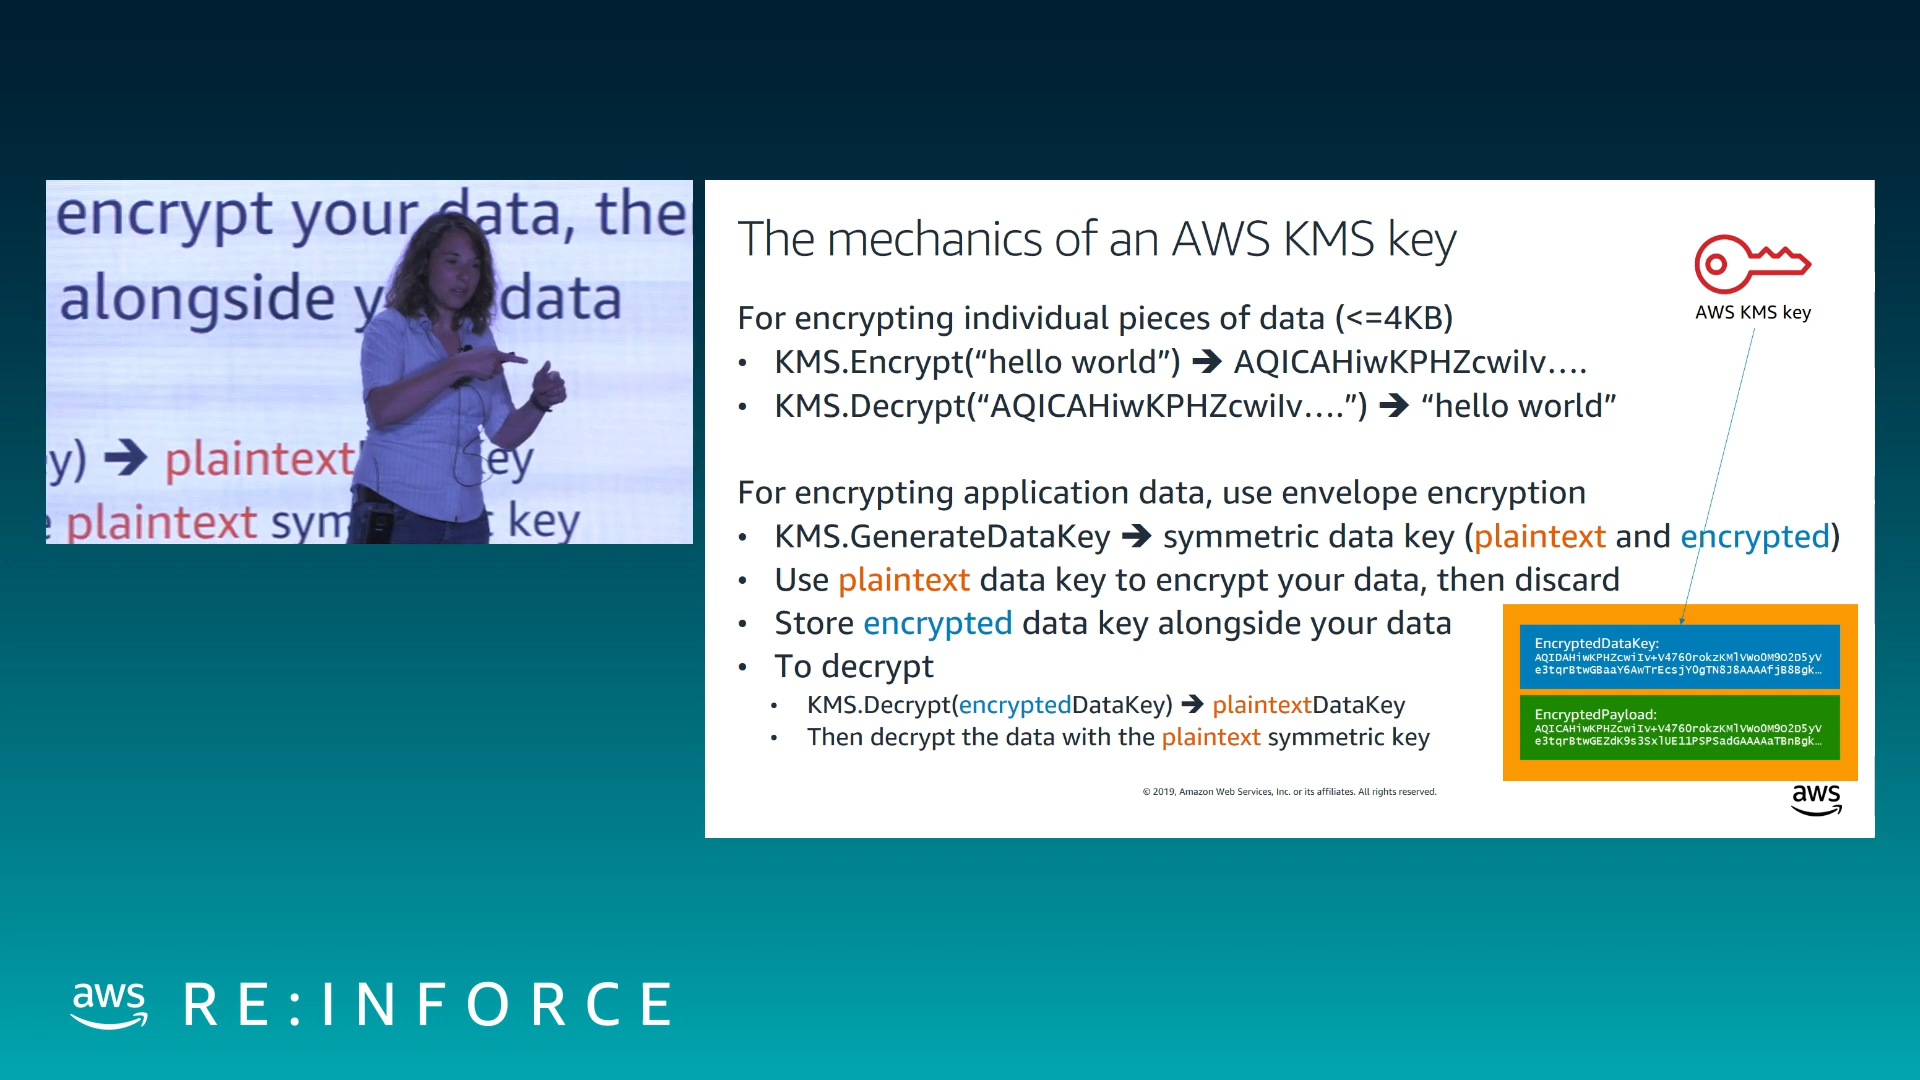 encrypt your data, the
alongside y data
y) ➔ plaintext ey
e plaintext sym c key
The mechanics of an AWS KMS key
AWS KMS key
For encrypting individual pieces of data (<=4KB)
• KMS.Encrypt(“hello world”) ➔ AQICAHiwKPHZcwiIv….
• KMS.Decrypt(“AQICAHiwKPHZcwiIv….”) ➔ “hello world”
For encrypting application data, use envelope encryption
• KMS.GenerateDataKey ➔ symmetric data key (plaintext and encrypted)
• Use plaintext data key to encrypt your data, then discard
• Store encrypted data key alongside your data
• To decrypt
• KMS.Decrypt(encryptedDataKey) ➔ plaintextDataKey
• Then decrypt the data with the plaintext symmetric key
EncryptedDataKey:
AQIDAHiwKPHZcwiIv+V476OrokzKMlVWoOM9O2D5yV
e3tqrBtwGBaaY6AwTrEcsjYOgTN8J8AAAAfjB8Bgk…
EncryptedPayload:
AQICAHiwKPHZcwiIv+V476OrokzKMlVWoOM9O2D5yV
e3tqrBtwGEZdK9s3SxlUE11PSPSadGAAAAaTBnBgk…
© 2019, Amazon Web Services, Inc. or its affiliates. All rights reserved.
aws
aws RE:INFORCE